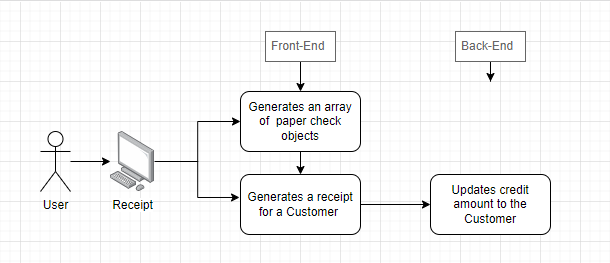 Front-End
Back-End
Generates an array
of paper check
objects
User
Receipt
Generates a receipt
for a Customer
Updates credit
amount to the
Customer